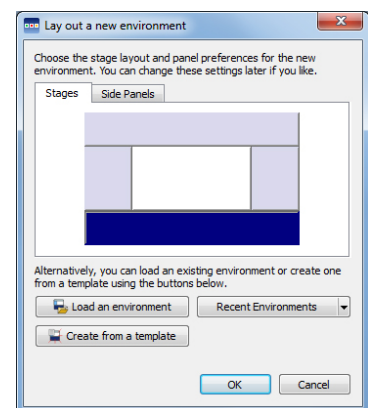 Lay out a new environment
Choose the stage layout and panel preferences for the new
environment. You can change these settings later if you like.
Stages
Side Panels
Alternatively, you can load an existing environment or create one
from a template using the buttons below.
Load an environment
Recent Environments
Create from a template
OK
Cancel